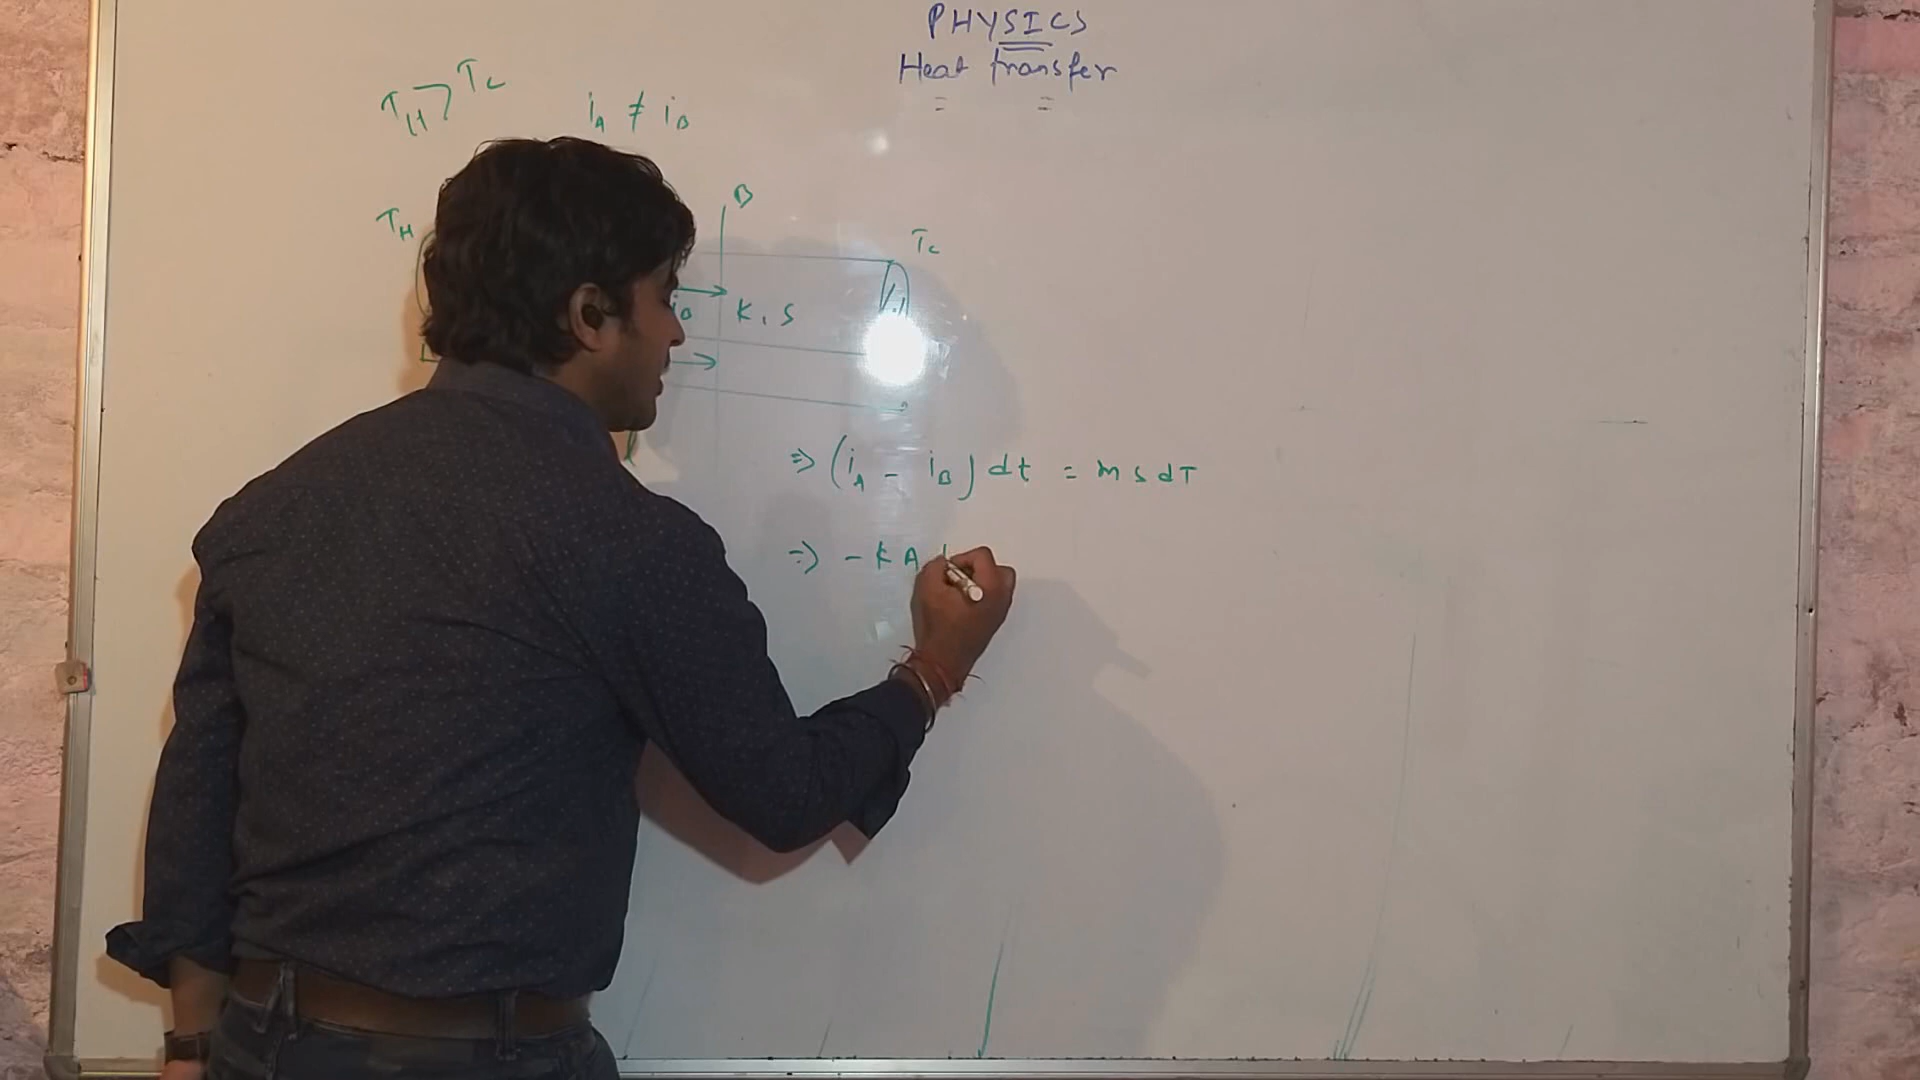 PHYSICS
Heat transfer
T_H > T_C
i_A ≠ i_B
B
T_H
T_C
i_B
K, S
l
⇒ (i_A - i_B) dt = m s dT
⇒ - K A